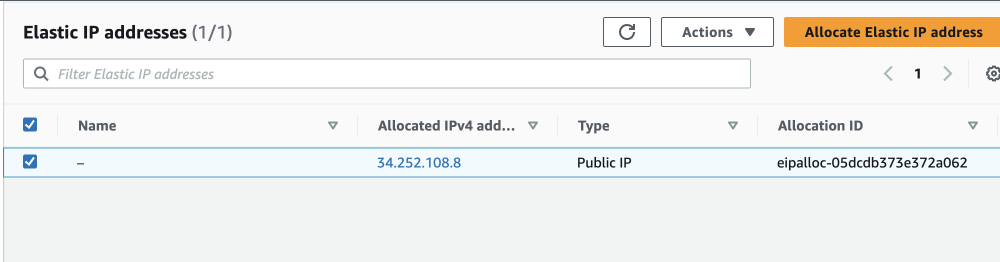 Elastic IP addresses (1/1)
Actions
Allocate Elastic IP address
Filter Elastic IP addresses
1
Name
Allocated IPv4 add...
Type
Allocation ID
–
34.252.108.8
Public IP
eipalloc-05dcdb373e372a062